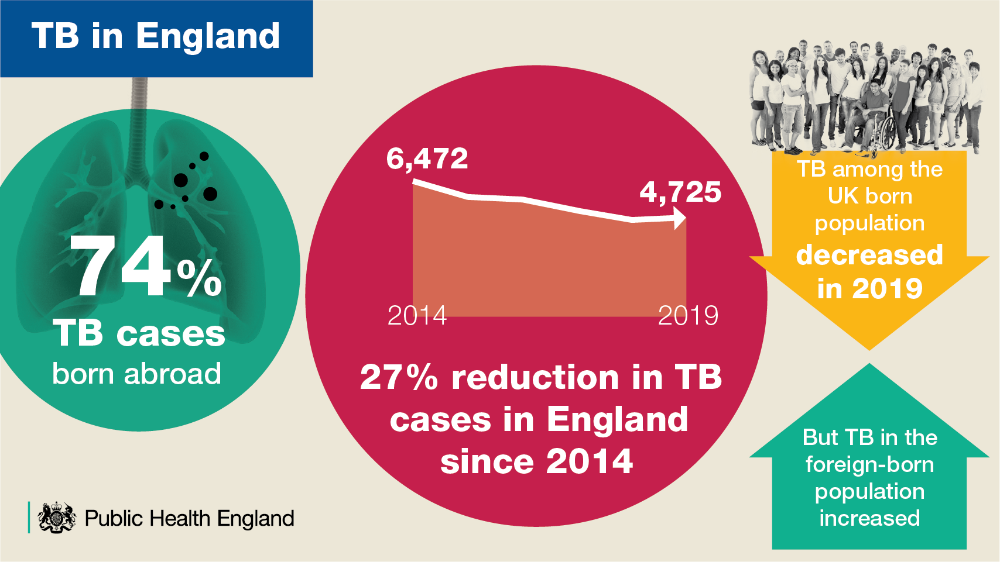 TB in England
74%
TB cases
born abroad
6,472
4,725
2014
2019
27% reduction in TB
cases in England
since 2014
TB among the
UK born
population
decreased
in 2019
But TB in the
foreign-born
population
increased
Public Health England